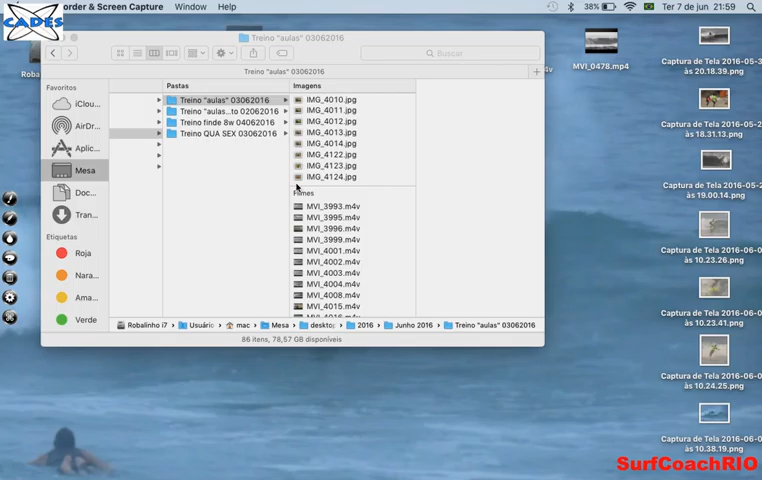 order & Screen Capture Window Help
38% Ter 7 de jun 21:59
CADES
Treino "aulas" 03062016
Buscar
Treino "aulas" 03062016
Favoritos
iClou...
AirDr...
Aplic...
Mesa
Doc...
Tran...
Etiquetas
Roja
Nara...
Ama...
Verde
Pastas
Treino "aulas" 03062016
Treino "aulas...to 02062016
Treino finde 8w 04062016
Treino QUA SEX 03062016
Imagens
IMG_4010.jpg
IMG_4011.jpg
IMG_4012.jpg
IMG_4013.jpg
IMG_4014.jpg
IMG_4122.jpg
IMG_4123.jpg
IMG_4124.jpg
Filmes
MVI_3993.m4v
MVI_3995.m4v
MVI_3996.m4v
MVI_3999.m4v
MVI_4001.m4v
MVI_4002.m4v
MVI_4003.m4v
MVI_4004.m4v
MVI_4008.m4v
MVI_4015.m4v
Robalinho i7 Usuário mac Mesa deskto 2016 Junho 2016 Treino "aulas" 03062016
86 itens, 78,57 GB disponíveis
Roba
4v
MVI_0478.mp4
Captura de Tela 2016-05-3
às 20.18.39.png
Captura de Tela 2016-05-2
às 18.31.13.png
Captura de Tela 2016-05-2
às 19.00.14.png
Captura de Tela 2016-06-0
às 10.23.26.png
Captura de Tela 2016-06-0
às 10.23.41.png
Captura de Tela 2016-06-0
às 10.24.25.png
Captura de Tela 2016-06-0
às 10.38.19.png
SurfCoachRIO